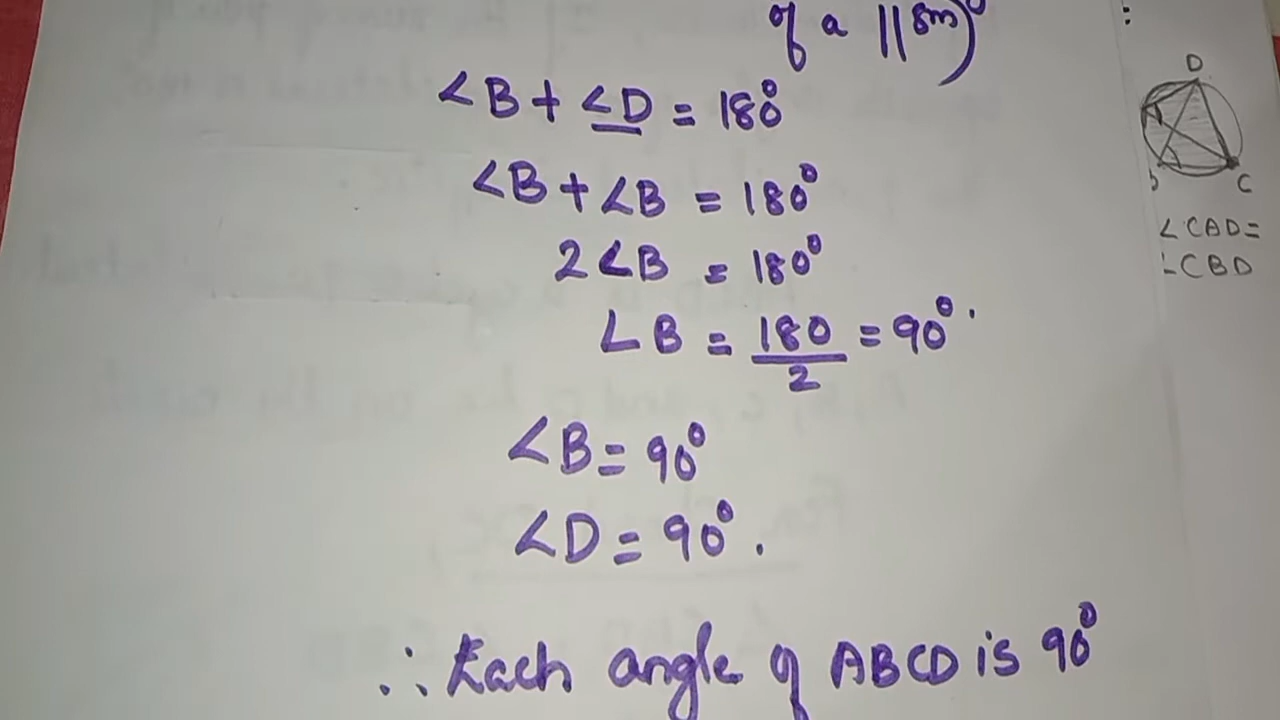 of a ||gm)
∠B + ∠D = 180°
∠B + ∠B = 180°
2∠B = 180°
∠B = 180/2 = 90°.
∠B = 90°
∠D = 90°.
∴ Each angle of ABCD is 90°
D
C
∠CAD =
∠CBD